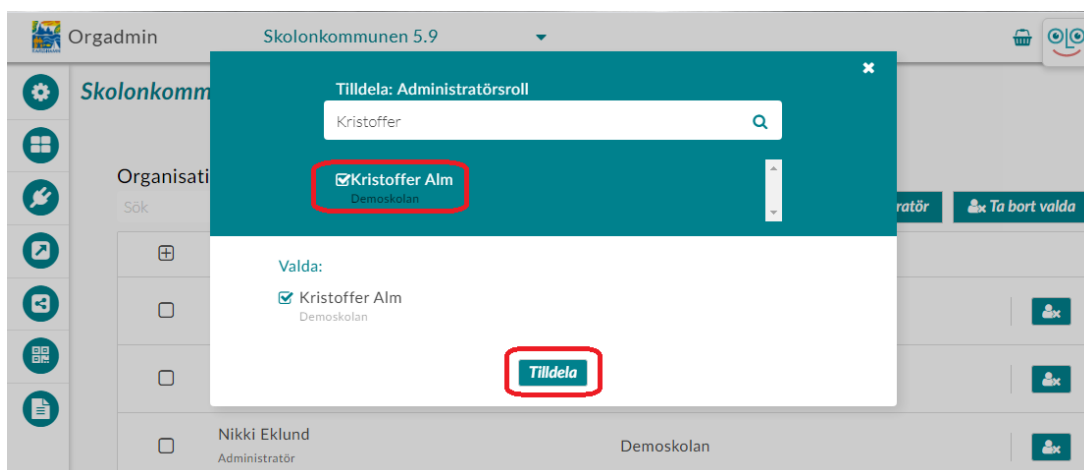 Orgadmin
Skolonkommunen 5.9
Skolonkomm
Tilldela: Administratörsroll
Kristoffer
Organisati
Kristoffer Alm
Demoskolan
Sök
ratör
Ta bort valda
Valda:
Kristoffer Alm
Demoskolan
Tilldela
Nikki Eklund
Demoskolan
Administratör